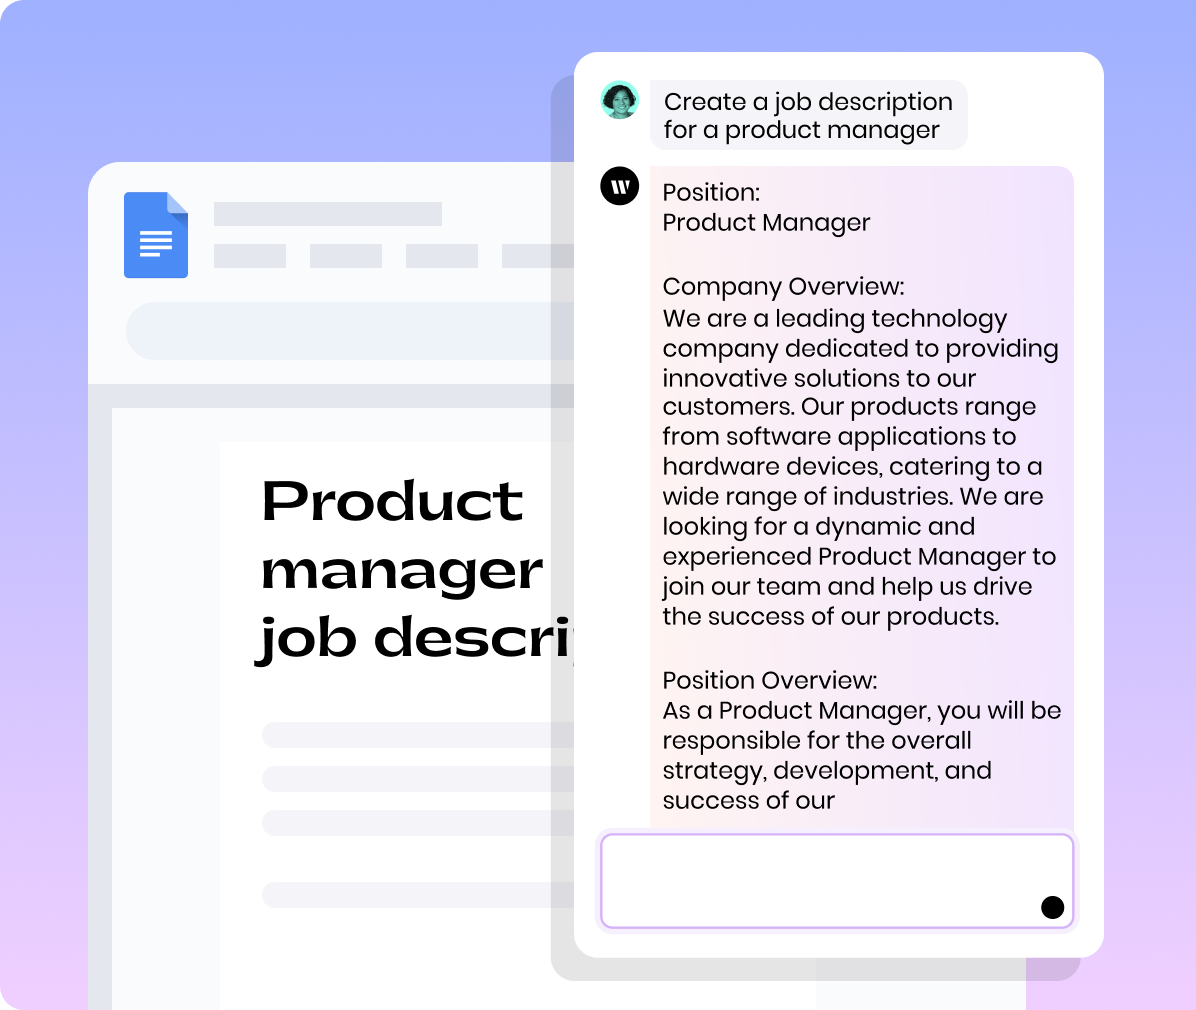 Create a job description
for a product manager
W
Position:
Product Manager
Company Overview:
We are a leading technology
company dedicated to providing
innovative solutions to our
customers. Our products range
from software applications to
hardware devices, catering to a
wide range of industries. We are
looking for a dynamic and
experienced Product Manager to
join our team and help us drive
the success of our products.
Position Overview:
As a Product Manager, you will be
responsible for the overall
strategy, development, and
success of our
Product
manager
job descri